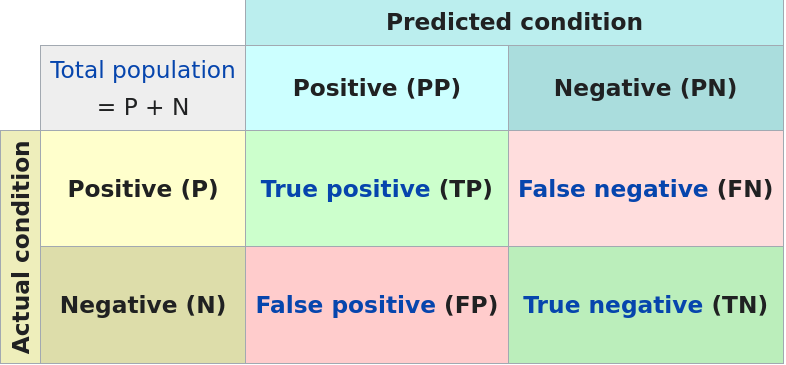 Predicted condition
Total population
= P + N
Positive (PP)
Negative (PN)
Actual condition
Positive (P)
True positive (TP)
False negative (FN)
Negative (N)
False positive (FP)
True negative (TN)